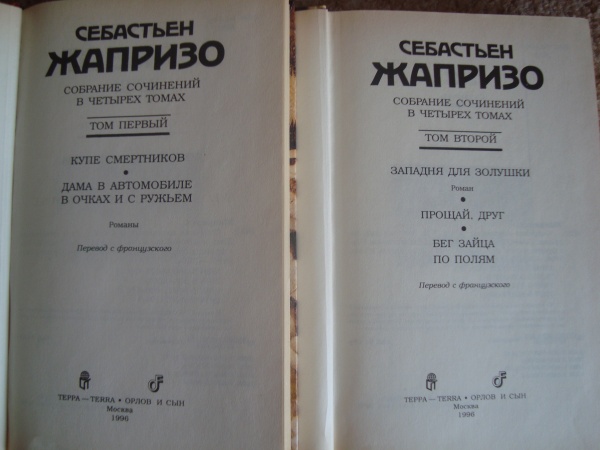 СЕБАСТЬЕН
ЖАПРИЗО
СОБРАНИЕ СОЧИНЕНИЙ
В ЧЕТЫРЕХ ТОМАХ
ТОМ ПЕРВЫЙ
КУПЕ СМЕРТНИКОВ
•
ДАМА В АВТОМОБИЛЕ
В ОЧКАХ И С РУЖЬЕМ
Романы
Перевод с французского
ТЕРРА—TERRA • ОРЛОВ И СЫН
Москва
1996
СЕБАСТЬЕН
ЖАПРИЗО
СОБРАНИЕ СОЧИНЕНИЙ
В ЧЕТЫРЕХ ТОМАХ
ТОМ ВТОРОЙ
ЗАПАДНЯ ДЛЯ ЗОЛУШКИ
Роман
•
ПРОЩАЙ, ДРУГ
•
БЕГ ЗАЙЦА
ПО ПОЛЯМ
Перевод с французского
ТЕРРА—TERRA • ОРЛОВ И СЫН
Москва
1996